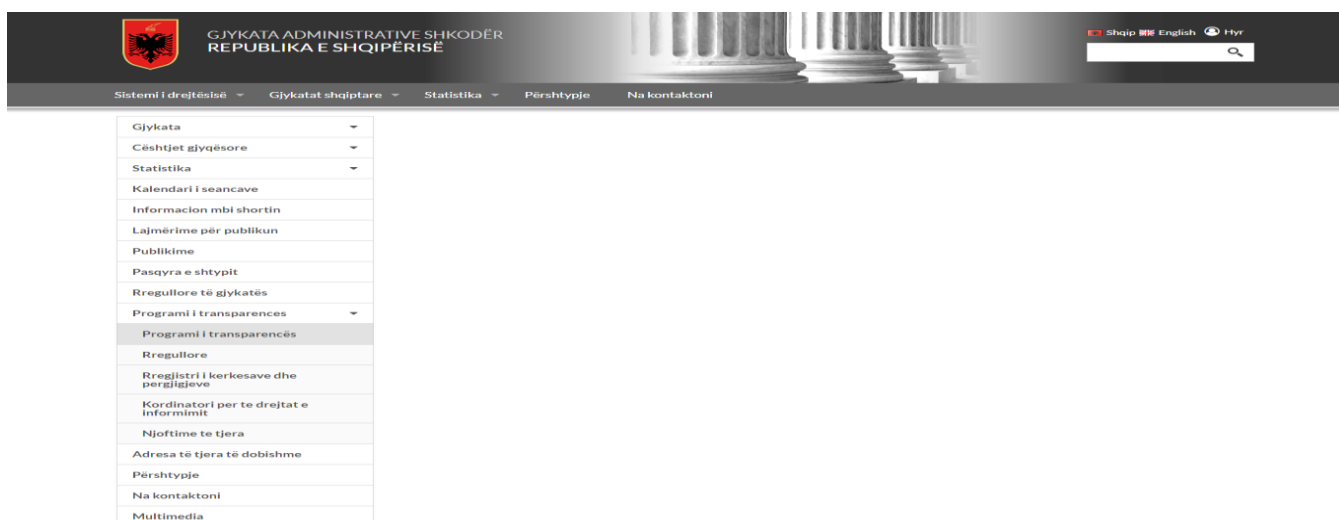 GJYKATA ADMINISTRATIVE SHKODËR
REPUBLIKA E SHQIPËRISË
Shqip English Hyr
Sistemi i drejtësisë Gjykatat shqiptare Statistika Përshtypje Na kontaktoni
Gjykata
Cështjet gjyqësore
Statistika
Kalendari i seancave
Informacion mbi shortin
Lajmërime për publikun
Publikime
Pasqyra e shtypit
Rregullore të gjykatës
Programi i transparences
Programi i transparencës
Rregullore
Rregjistri i kerkesave dhe
pergjigjeve
Kordinatori per te drejtat e
informimit
Njoftime te tjera
Adresa të tjera të dobishme
Përshtypje
Na kontaktoni
Multimedia